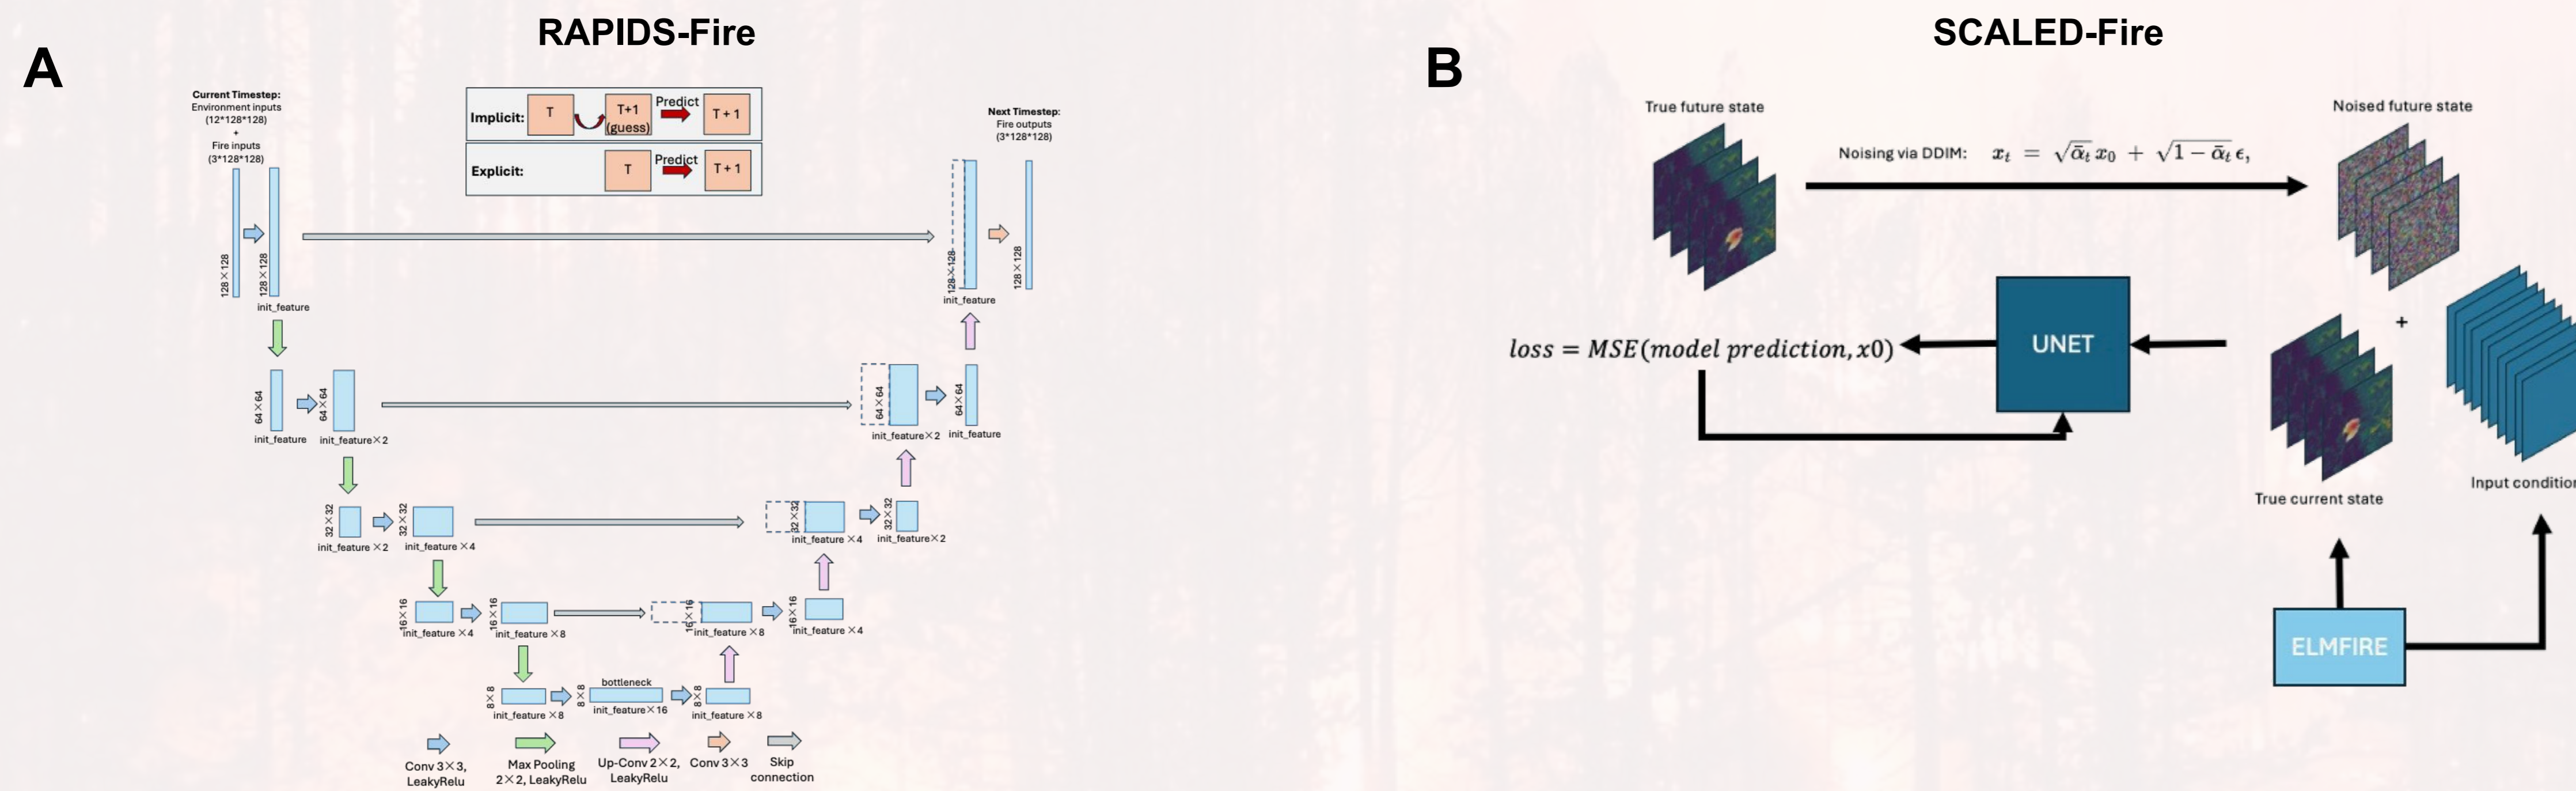 RAPIDS-Fire
A
Current Timestep:
Environment inputs
(12*128*128)
+
Fire inputs
(3*128*128)
Implicit:
T
T+1
(guess)
Predict
T + 1
Explicit:
T
Predict
T + 1
Next Timestep:
Fire outputs
(3*128*128)
128×128
128×128
init_feature
128×128
init_feature
128×128
64×64
init_feature
64×64
init_feature×2
64×64
init_feature×2
64×64
init_feature
32×32
init_feature ×2
32×32
init_feature ×4
32×32
init_feature ×4
32×32
init_feature×2
16×16
init_feature ×4
16×16
init_feature ×8
16×16
init_feature ×8
16×16
init_feature ×4
8×8
init_feature ×8
bottleneck
8×8
init_feature×16
8×8
init_feature ×8
Conv 3×3,
LeakyRelu
Max Pooling
2×2, LeakyRelu
Up-Conv 2×2,
LeakyRelu
Conv 3×3
Skip
connection
SCALED-Fire
B
True future state
Noising via DDIM: x_t = √ᾱ_t x_0 + √1 − ᾱ_t ϵ,
Noised future state
loss = MSE(model prediction, x0)
UNET
+
True current state
Input condition
ELMFIRE